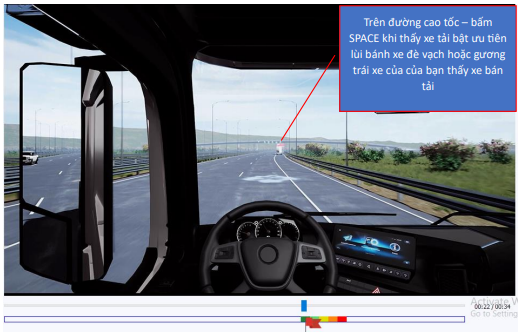 Trên đường cao tốc – bấm
SPACE khi thấy xe tải bật ưu tiên
lùi bánh xe đè vạch hoặc gương
trái xe của của bạn thấy xe bán
tải
Activate
00:22 / 00:34
Go to Setting